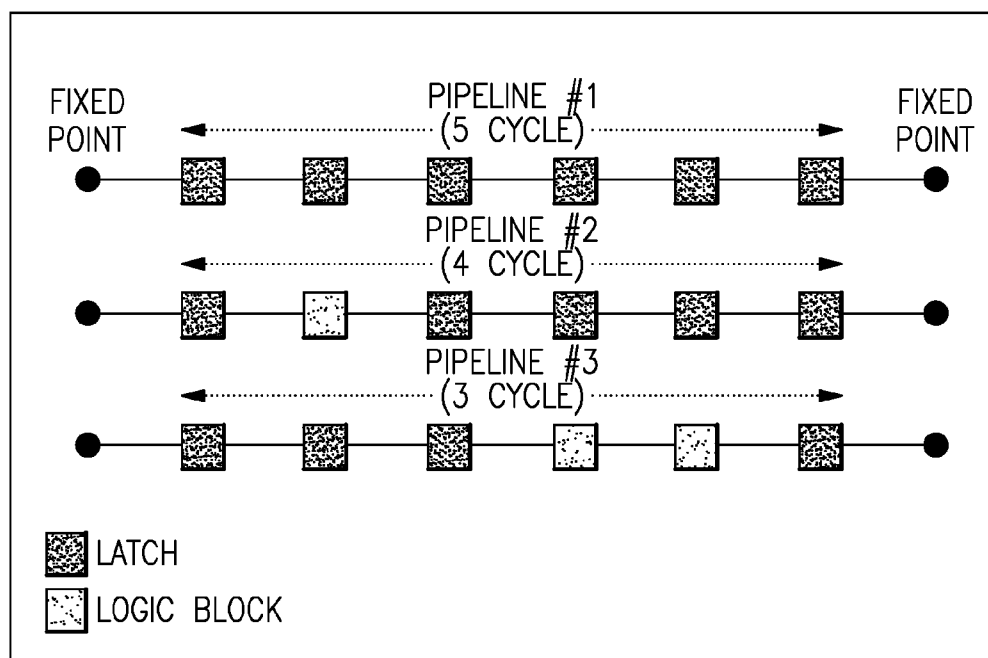 PIPELINE #1
(5 CYCLE)
FIXED
POINT
FIXED
POINT
PIPELINE #2
(4 CYCLE)
PIPELINE #3
(3 CYCLE)
LATCH
LOGIC BLOCK